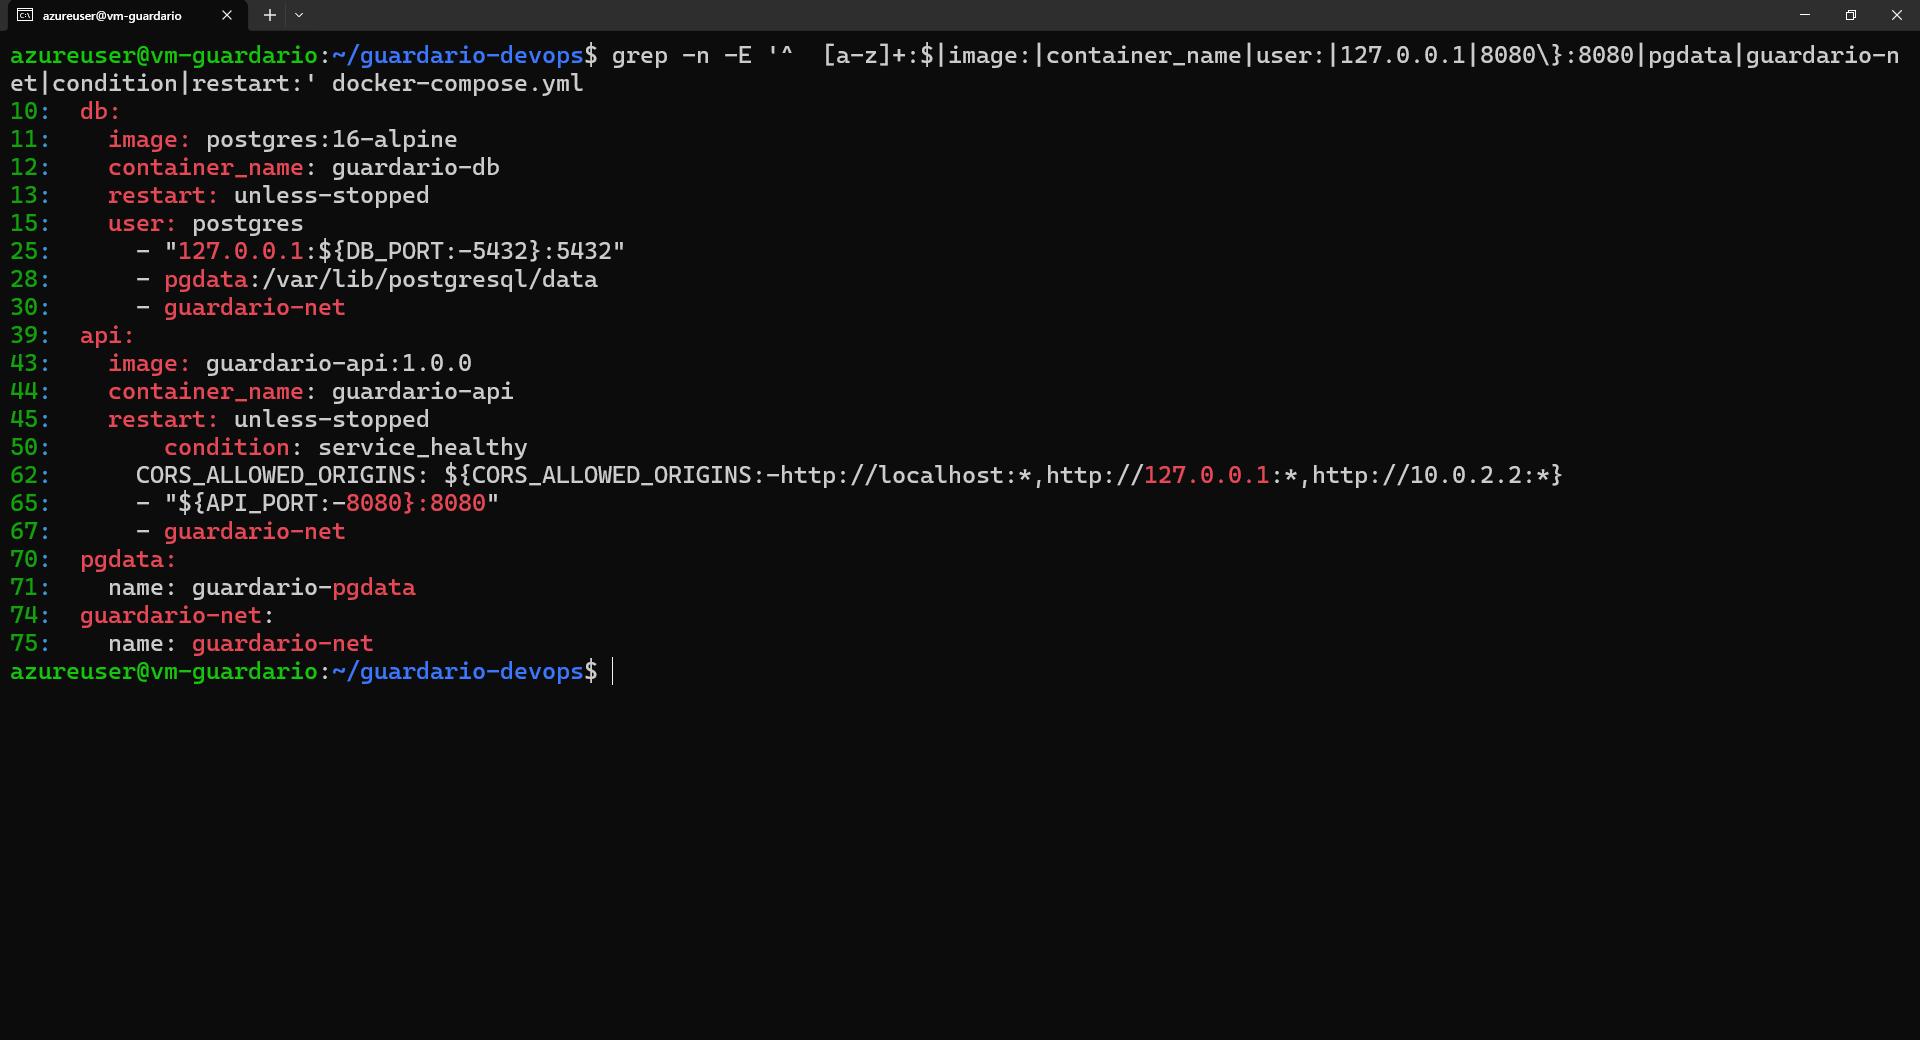 azureuser@vm-guardario
azureuser@vm-guardario:~/guardario-devops$ grep -n -E '^  [a-z]+:$|image:|container_name|user:|127.0.0.1|8080\}:8080|pgdata|guardario-n
et|condition|restart:' docker-compose.yml
10:  db:
11:    image: postgres:16-alpine
12:    container_name: guardario-db
13:    restart: unless-stopped
15:    user: postgres
25:      - "127.0.0.1:${DB_PORT:-5432}:5432"
28:      - pgdata:/var/lib/postgresql/data
30:      - guardario-net
39:  api:
43:    image: guardario-api:1.0.0
44:    container_name: guardario-api
45:    restart: unless-stopped
50:        condition: service_healthy
62:      CORS_ALLOWED_ORIGINS: ${CORS_ALLOWED_ORIGINS:-http://localhost:*,http://127.0.0.1:*,http://10.0.2.2:*}
65:      - "${API_PORT:-8080}:8080"
67:      - guardario-net
70:  pgdata:
71:    name: guardario-pgdata
74:  guardario-net:
75:    name: guardario-net
azureuser@vm-guardario:~/guardario-devops$